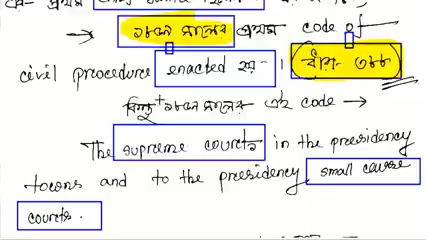 → ১৮৫৯ সালের প্রথম code of
civil procedure enacted হয়। ধারা- ৩৮৮
কিন্তু ১৮৫৯ সালের এই code →
The supreme courts in the presidency
towns and to the presidency small cause
courts.